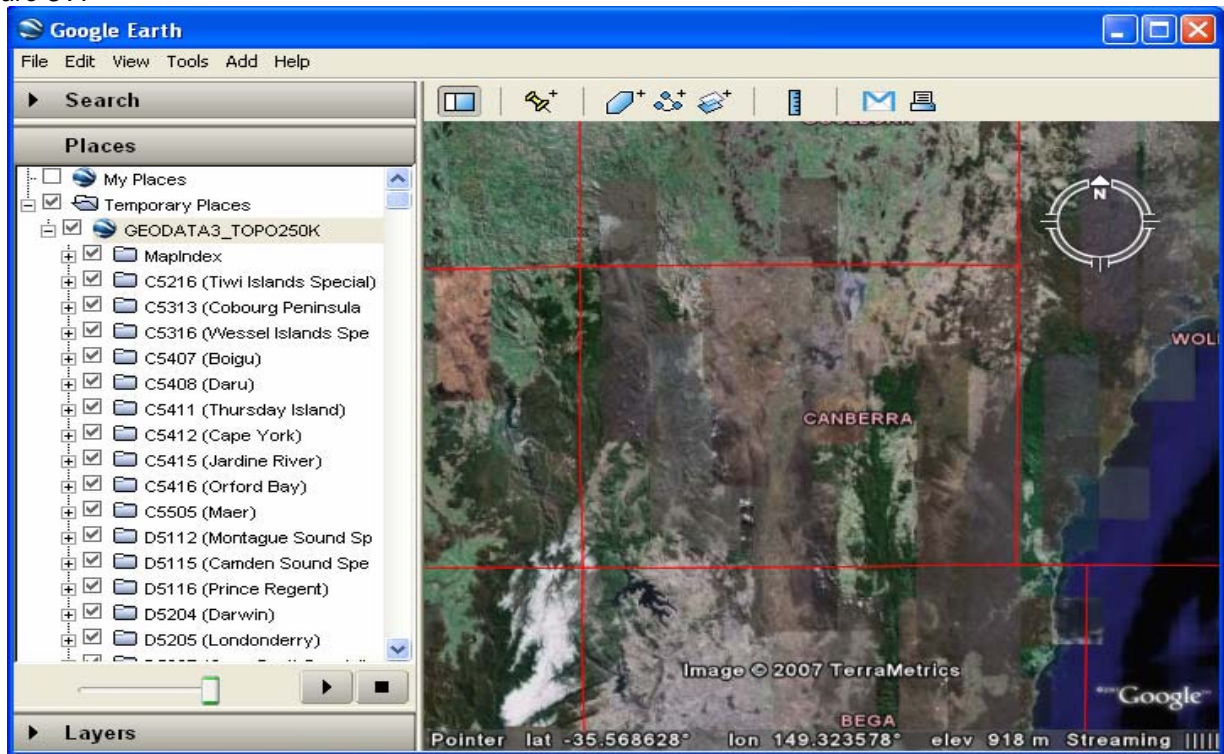 Google Earth
File Edit View Tools Add Help
Search
Places
My Places
Temporary Places
GEODATA3_TOPO250K
MapIndex
C5216 (Tiwi Islands Special)
C5313 (Cobourg Peninsula
C5316 (Wessel Islands Spe
C5407 (Boigu)
C5408 (Daru)
C5411 (Thursday Island)
C5412 (Cape York)
C5415 (Jardine River)
C5416 (Orford Bay)
C5505 (Maer)
D5112 (Montague Sound Sp
D5115 (Camden Sound Spe
D5116 (Prince Regent)
D5204 (Darwin)
D5205 (Londonderry)
Layers
N
WOL
CANBERRA
Image © 2007 TerraMetrics
Google
BEGA
Pointer lat -35.568628° lon 149.323578° elev 918 m Streaming |||||